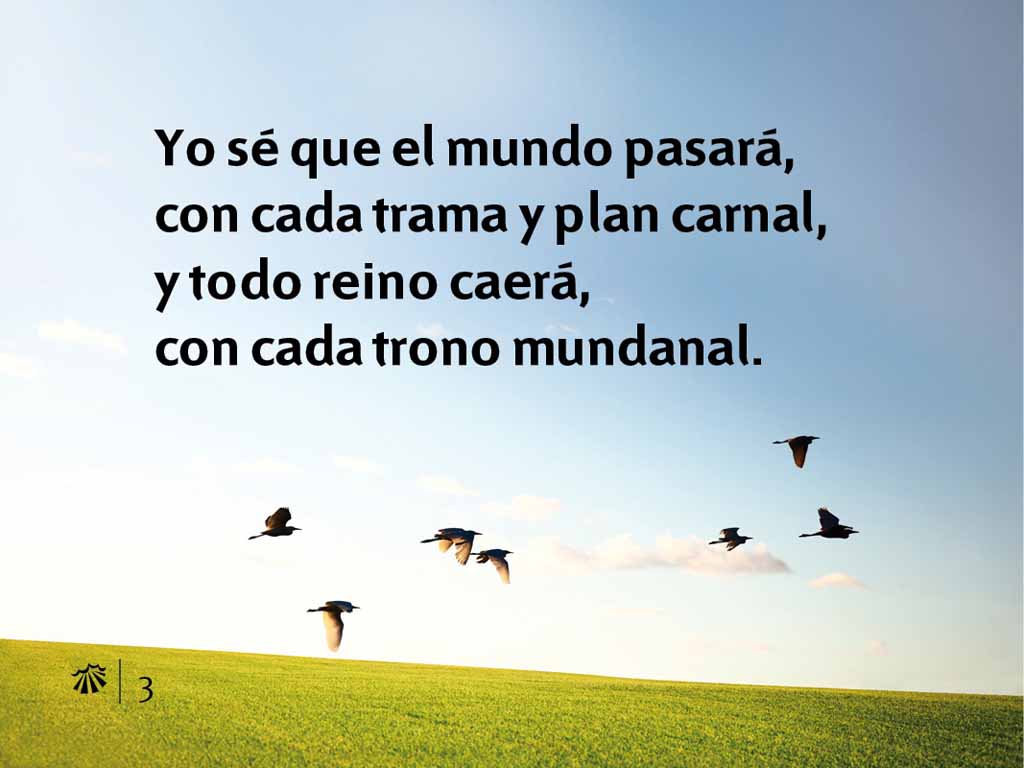 Yo sé que el mundo pasará,
con cada trama y plan carnal,
y todo reino caerá,
con cada trono mundanal.
3